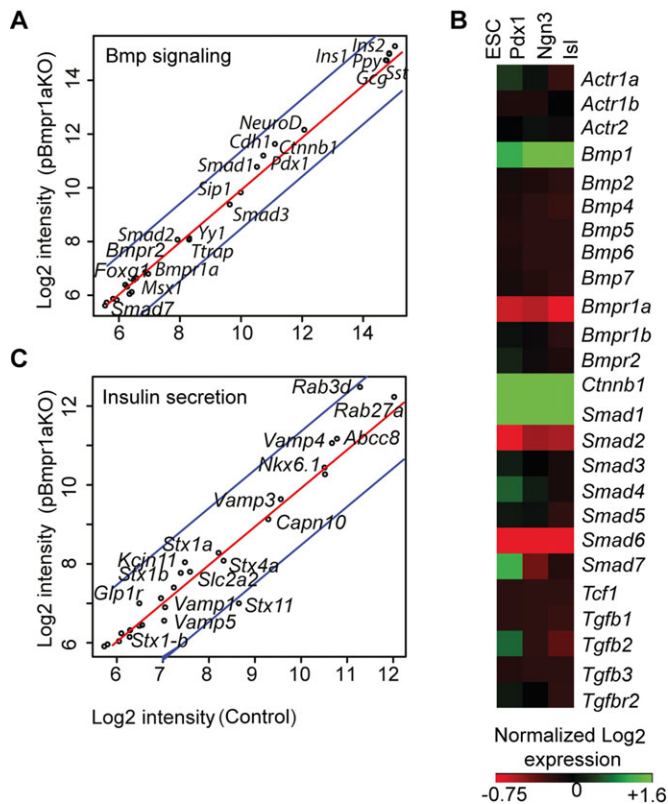 A
Bmp signaling
Log2 intensity (pBmpr1aKO)
15
14
12
10
8
6
Ins2
Ins1
Ppy
Sst
Gcg
NeuroD
Cdh1
Ctnnb1
Smad1
Pdx1
Sip1
Smad3
Smad2
Yy1
Bmpr2
Ttrap
Foxg1
Bmpr1a
Msx1
Smad7
6
8
10
12
14
C
Insulin secretion
Log2 intensity (pBmpr1aKO)
12
10
8
6
Rab3d
Rab27a
Vamp4
Abcc8
Nkx6.1
Vamp3
Capn10
Stx1a
Kcin11
Stx4a
Stx1b
Slc2a2
Glp1r
Vamp1
Stx11
Vamp5
Stx1-b
6
7
8
9
10
11
12
Log2 intensity (Control)
B
ESC
Pdx1
Ngn3
Isl
Actr1a
Actr1b
Actr2
Bmp1
Bmp2
Bmp4
Bmp5
Bmp6
Bmp7
Bmpr1a
Bmpr1b
Bmpr2
Ctnnb1
Smad1
Smad2
Smad3
Smad4
Smad5
Smad6
Smad7
Tcf1
Tgfb1
Tgfb2
Tgfb3
Tgfbr2
Normalized Log2
expression
-0.75
0
+1.6